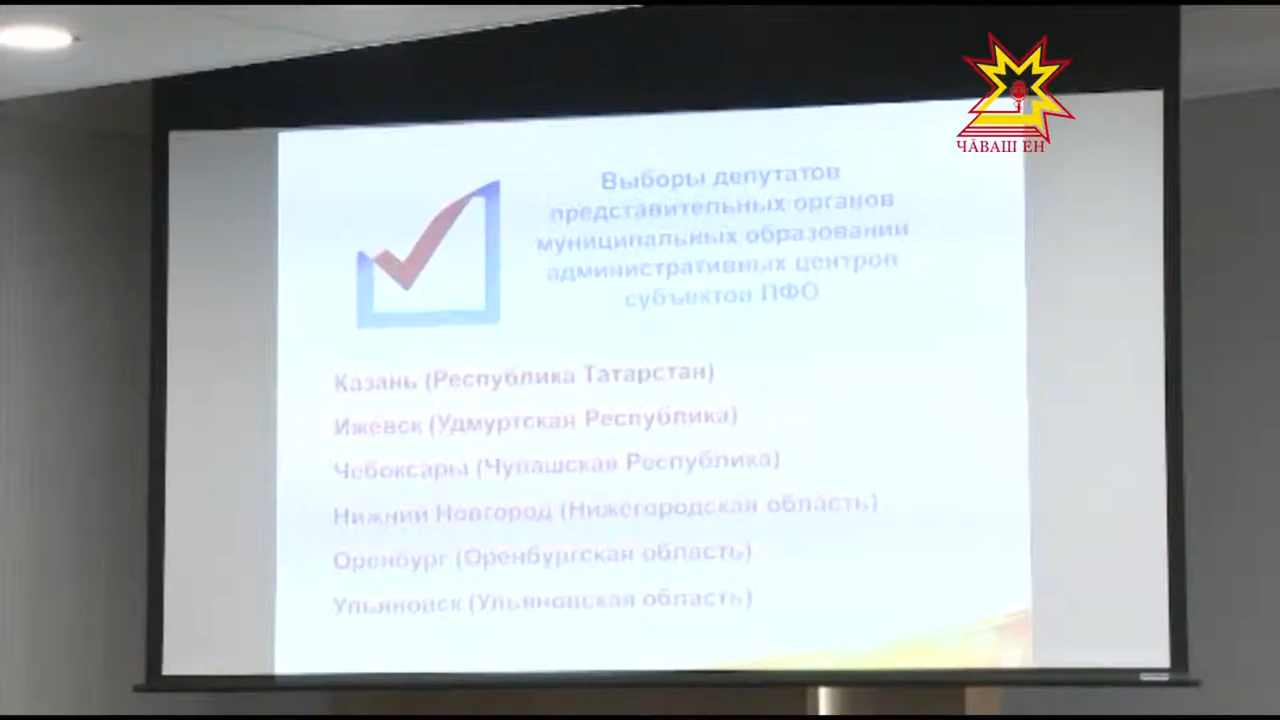 ЧӐВАШ ЕН
Выборы депутатов
представительных органов
муниципальных образований
административных центров
субъектов ПФО
Казань (Республика Татарстан)
Ижевск (Удмуртская Республика)
Чебоксары (Чувашская Республика)
Нижний Новгород (Нижегородская область)
Оренбург (Оренбургская область)
Ульяновск (Ульяновская область)